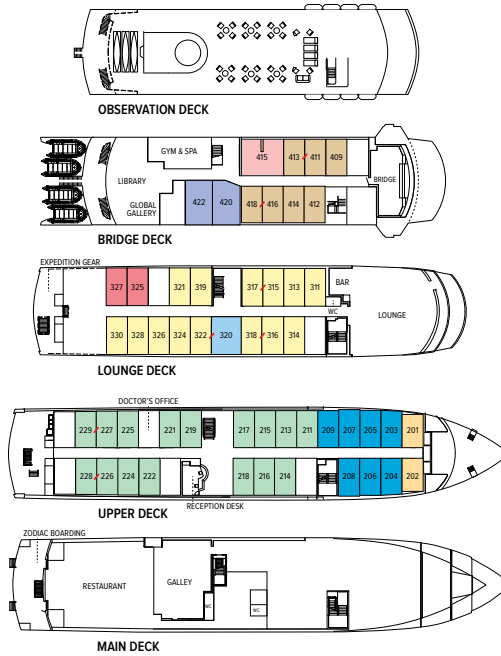 OBSERVATION DECK
GYM & SPA
415 413 411 409
LIBRARY
BRIDGE
GLOBAL
GALLERY
422 420 418 416 414 412
BRIDGE DECK
EXPEDITION GEAR
327 325 321 319 317 315 313 311
BAR
WC
LOUNGE
330 328 326 324 322 320 318 316 314
LOUNGE DECK
DOCTOR'S OFFICE
229 227 225 221 219 217 215 213 211 209 207 205 203 201
228 226 224 222 218 216 214 208 206 204 202
RECEPTION DESK
UPPER DECK
ZODIAC BOARDING
RESTAURANT
GALLEY
WC
WC
MAIN DECK